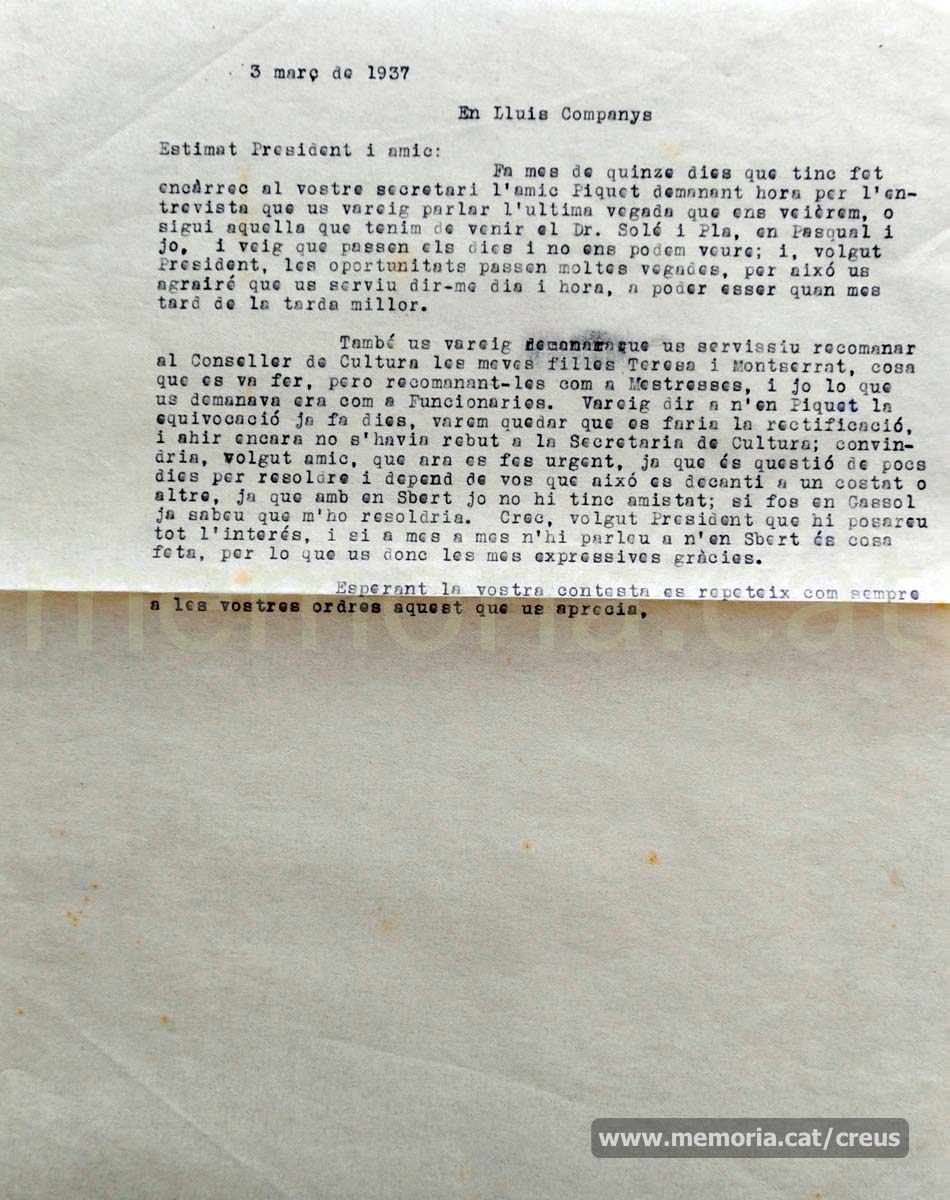 3 març de 1937
En Lluis Companys
Estimat President i amic:
Fa mes de quinze dies que tinc fet
encàrrec al vostre secretari l'amic Piquet demanant hora per l'en-
trevista que us vareig parlar l'ultima vegada que ens veièrem, o
sigui aquella que tenim de venir el Dr. Solé i Pla, en Pasqual i
jo, i veig que passen els dies i no ens podem veure; i, volgut
President, les oportunitats passen moltes vegades, per aixó us
agrairé que us serviu dir-me dia i hora, a poder esser quan mes
tard de la tarda millor.
També us vareig demanar que us servissiu recomanar
al Conseller de Cultura les meves filles Teresa i Montserrat, cosa
que es va fer, pero recomanant-les com a Mestresses, i jo lo que
us demanava era com a Funcionaries. Vareig dir a n'en Piquet la
equivocació ja fa dies, varem quedar que es faria la rectificació,
i ahir encara no s'havia rebut a la Secretaria de Cultura; convin-
dria, volgut amic, que ara es fes urgent, ja que és questió de pocs
dies per resoldre i depend de vos que aixó es decanti a un costat o
altre, ja que amb en Sbert jo no hi tinc amistat; si fos en Gassol
ja sabeu que m'ho resoldria. Crec, volgut President que hi posareu
tot l'interés, i si a mes a mes n'hi parleu a n'en Sbert és cosa
feta, per lo que us donc les mes expressives gràcies.
Esperant la vostra contesta es repeteix com sempre
a les vostres ordres aquest que us aprecia,
memoria.cat
www.memoria.cat/creus